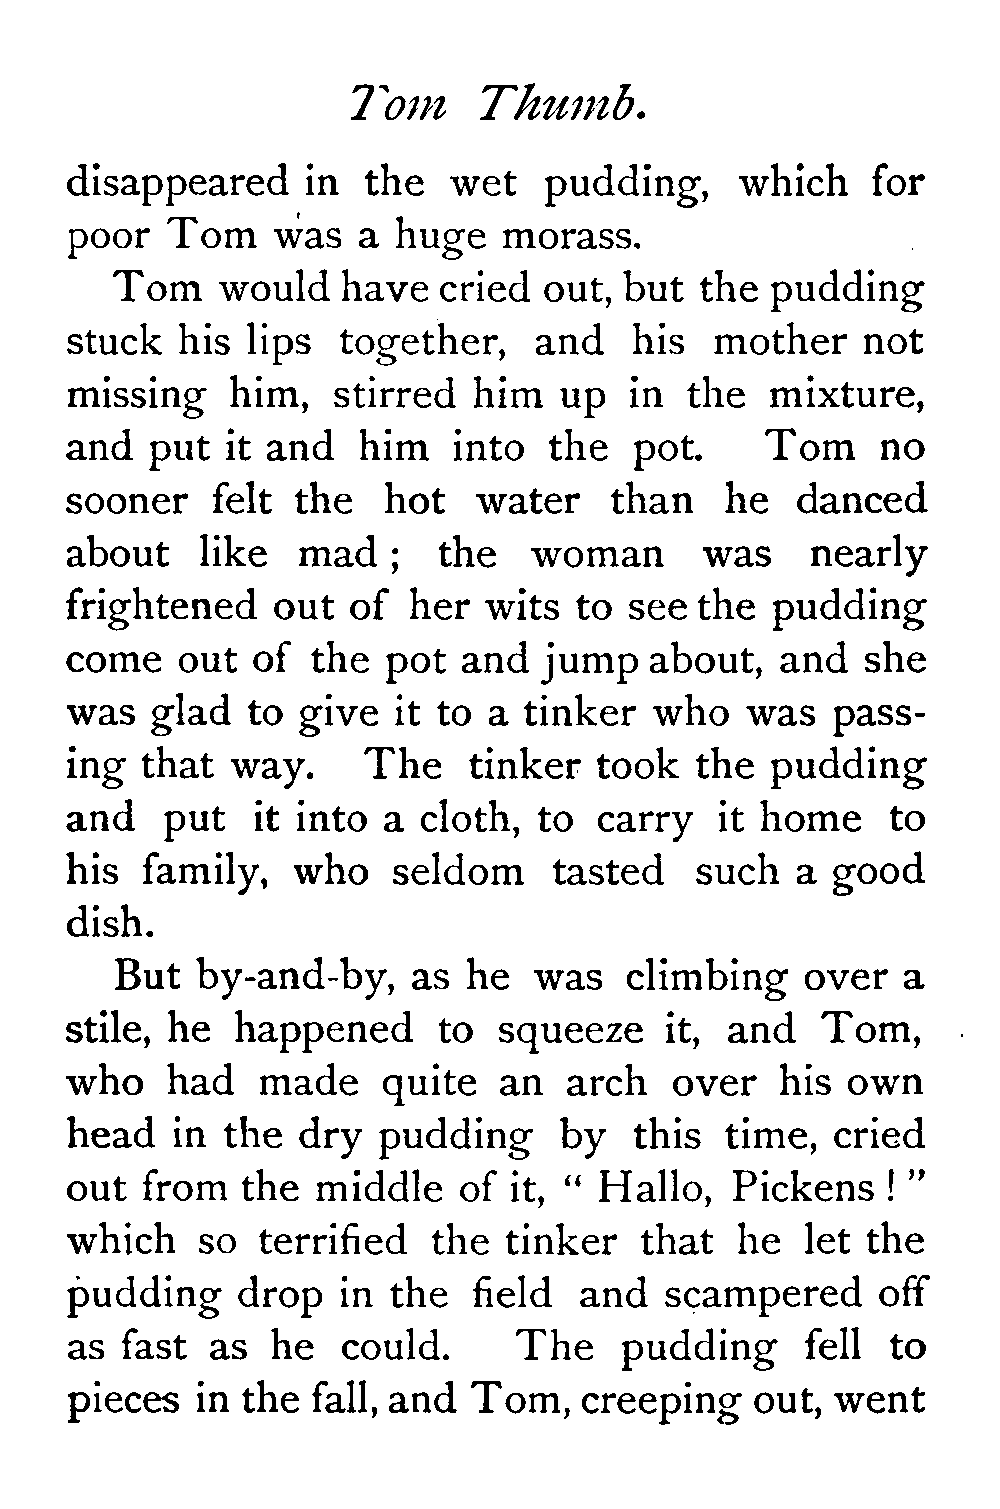 Tom Thumb.
disappeared in the wet pudding, which for
poor Tom was a huge morass.
Tom would have cried out, but the pudding
stuck his lips together, and his mother not
missing him, stirred him up in the mixture,
and put it and him into the pot. Tom no
sooner felt the hot water than he danced
about like mad ; the woman was nearly
frightened out of her wits to see the pudding
come out of the pot and jump about, and she
was glad to give it to a tinker who was pass-
ing that way. The tinker took the pudding
and put it into a cloth, to carry it home to
his family, who seldom tasted such a good
dish.
But by-and-by, as he was climbing over a
stile, he happened to squeeze it, and Tom,
who had made quite an arch over his own
head in the dry pudding by this time, cried
out from the middle of it, “ Hallo, Pickens ! ”
which so terrified the tinker that he let the
pudding drop in the field and scampered off
as fast as he could. The pudding fell to
pieces in the fall, and Tom, creeping out, went